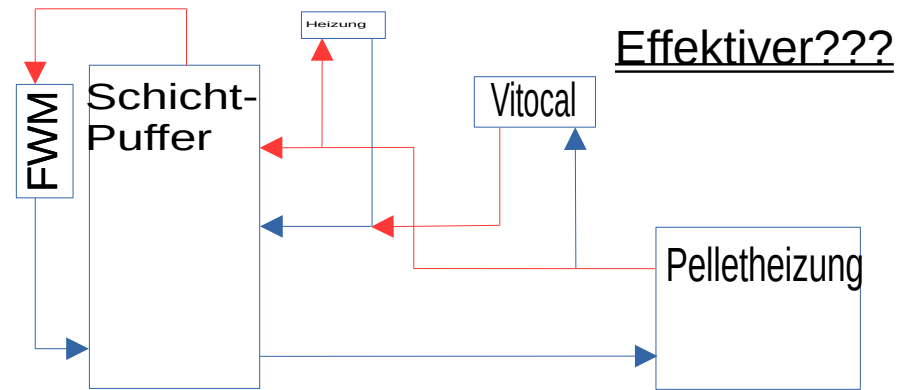 Heizung
Effektiver???
Schicht-
Puffer
Vitocal
FWM
Pelletheizung